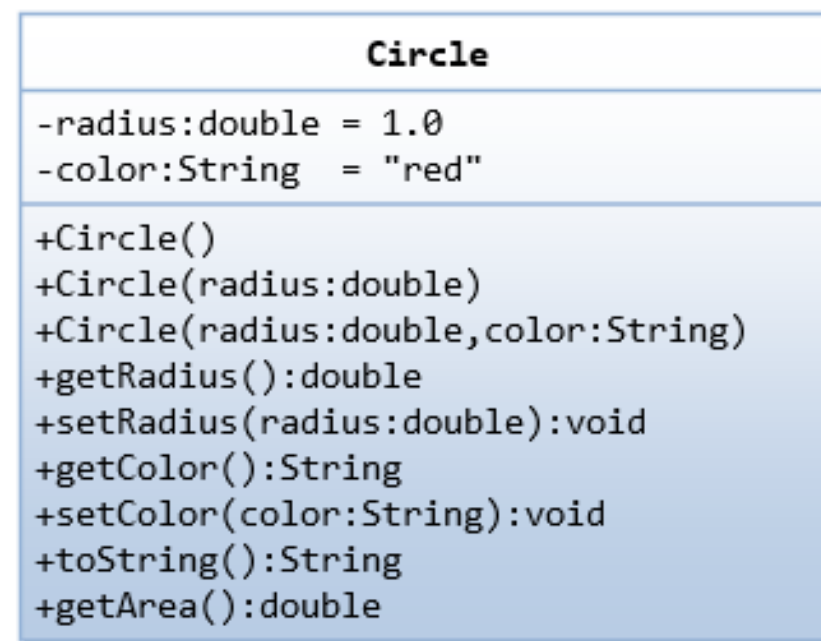 Circle
-radius:double = 1.0
-color:String  = "red"
+Circle()
+Circle(radius:double)
+Circle(radius:double,color:String)
+getRadius():double
+setRadius(radius:double):void
+getColor():String
+setColor(color:String):void
+toString():String
+getArea():double